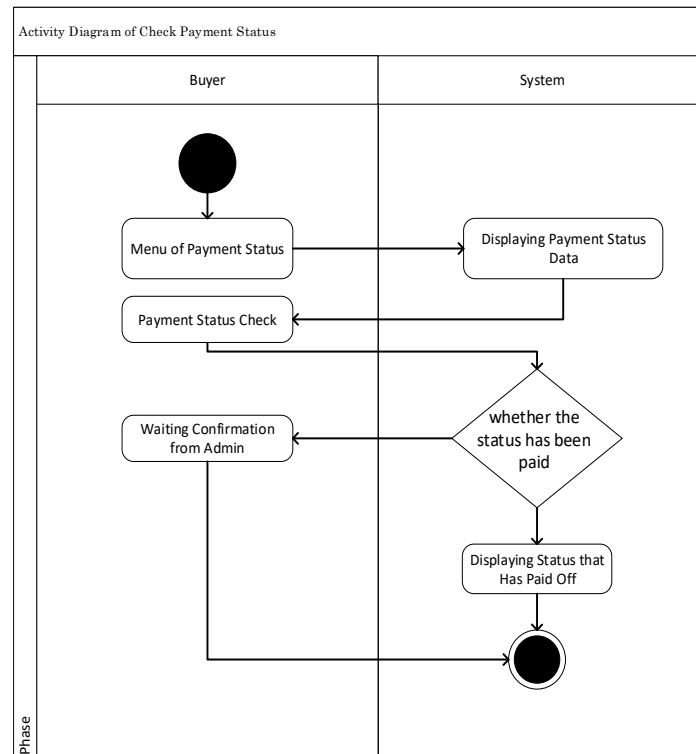 Activity Diagram of Check Payment Status
Buyer
System
Menu of Payment Status
Displaying Payment Status
Data
Payment Status Check
Waiting Confirmation
from Admin
whether the
status has been
paid
Displaying Status that
Has Paid Off
Phase